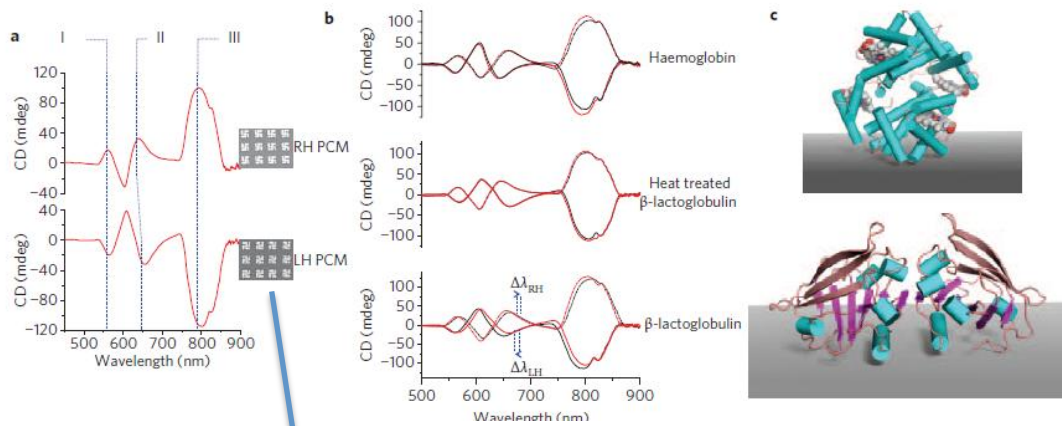 a
I
II
III
CD (mdeg)
120
80
40
0
−40
RH PCM
CD (mdeg)
40
0
−40
−80
−120
LH PCM
500 600 700 800 900
Wavelength (nm)
b
CD (mdeg)
100
50
0
−50
−100
Haemoglobin
CD (mdeg)
100
50
0
−50
−100
Heat treated
β-lactoglobulin
CD (mdeg)
100
50
0
−50
−100
ΔλRH
ΔλLH
β-lactoglobulin
500 600 700 800 900
Wavelength (nm)
c